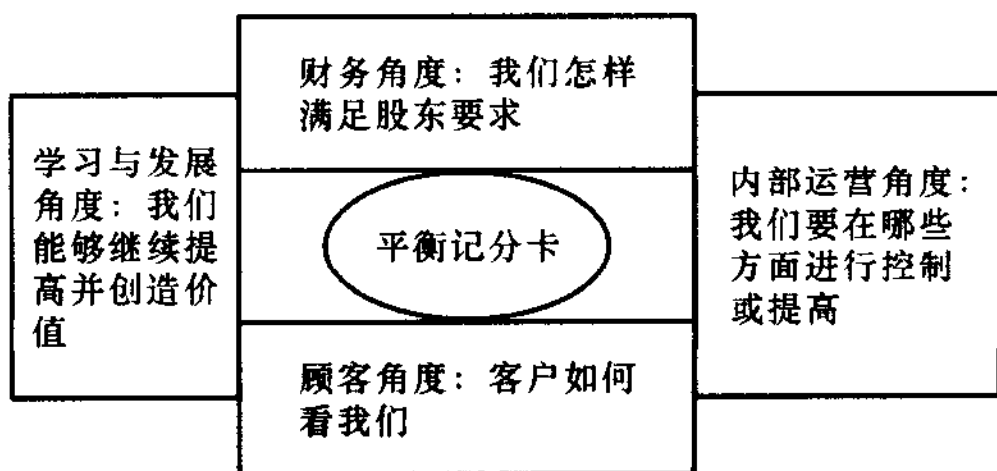 财务角度：我们怎样
满足股东要求
学习与发展
角度：我们
能够继续提
高并创造价
值
平衡记分卡
内部运营角度：
我们要在哪些
方面进行控制
或提高
顾客角度：客户如何
看我们